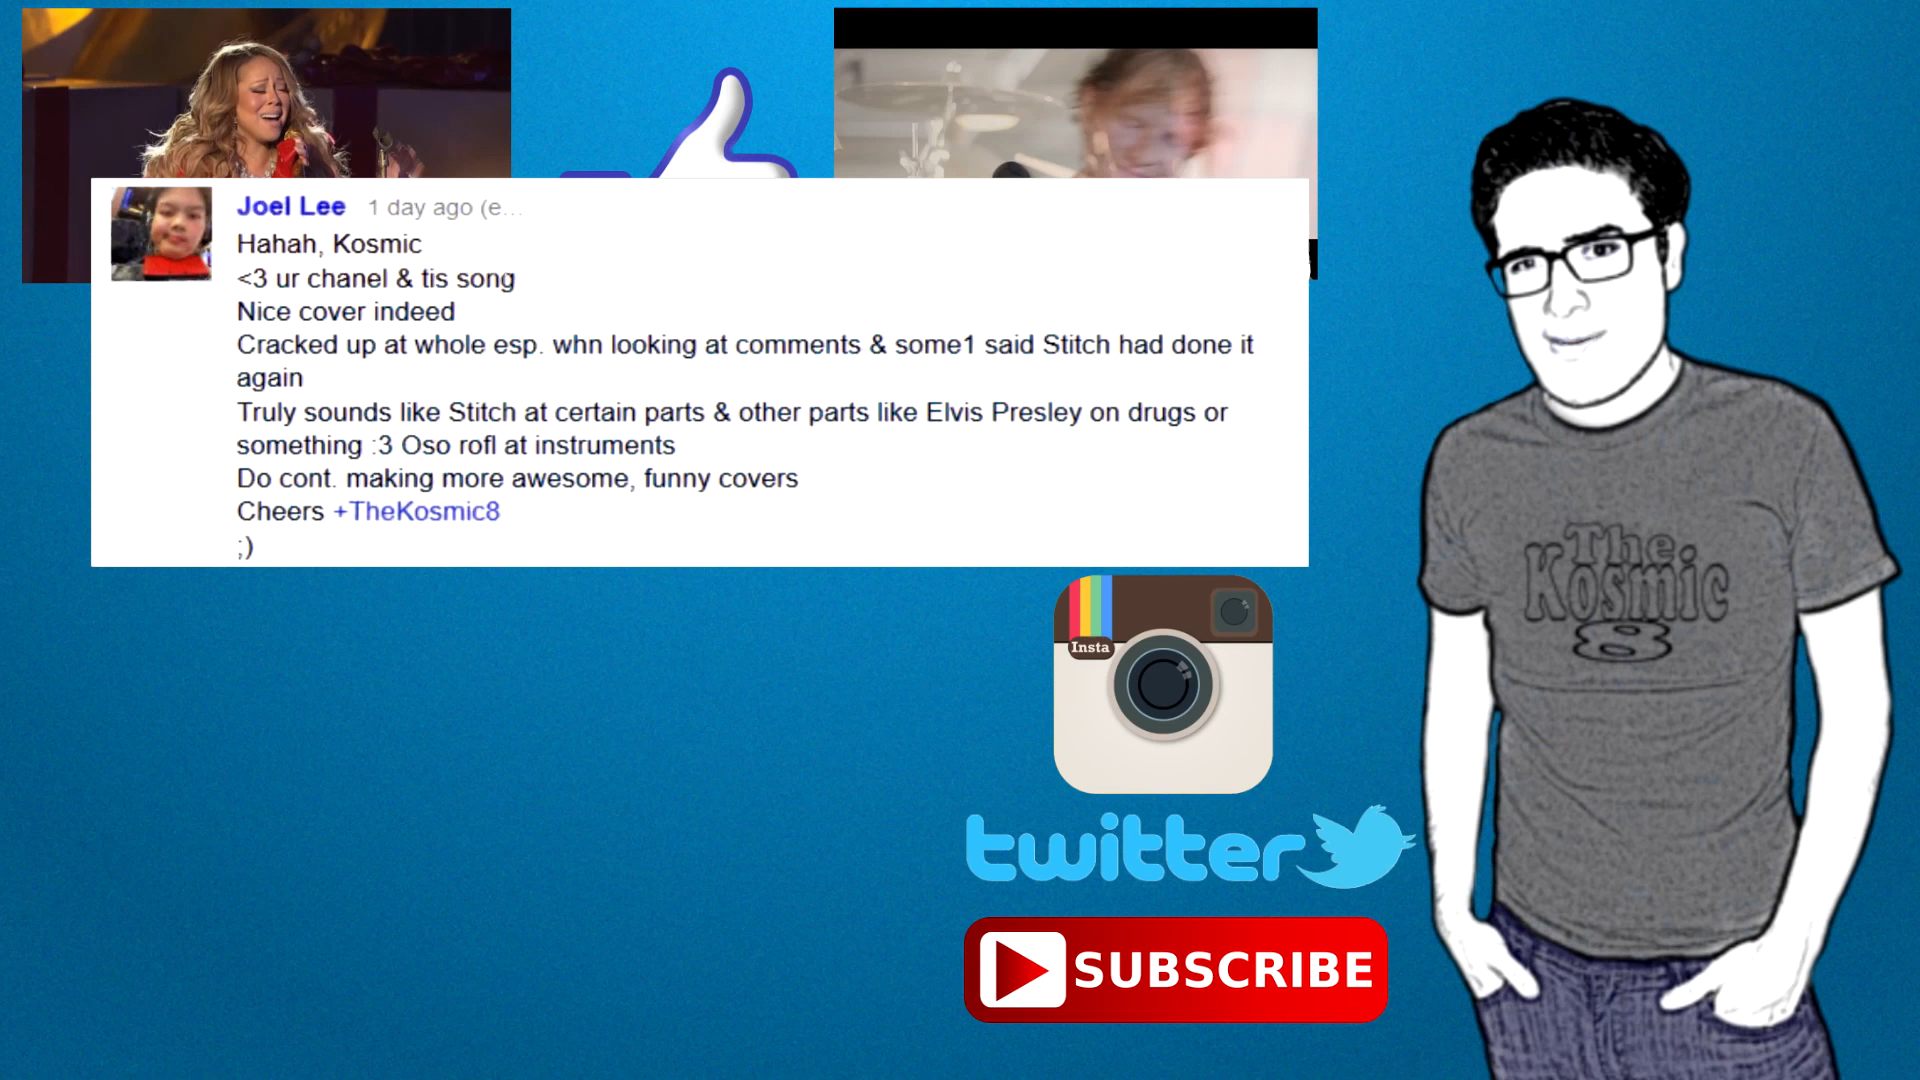 Joel Lee 1 day ago (e...
Hahah, Kosmic
<3 ur chanel & tis song
Nice cover indeed
Cracked up at whole esp. whn looking at comments & some1 said Stitch had done it
again
Truly sounds like Stitch at certain parts & other parts like Elvis Presley on drugs or
something :3 Oso rofl at instruments
Do cont. making more awesome, funny covers
Cheers +TheKosmic8
;)
The
Kosmic
8
Insta
twitter
SUBSCRIBE